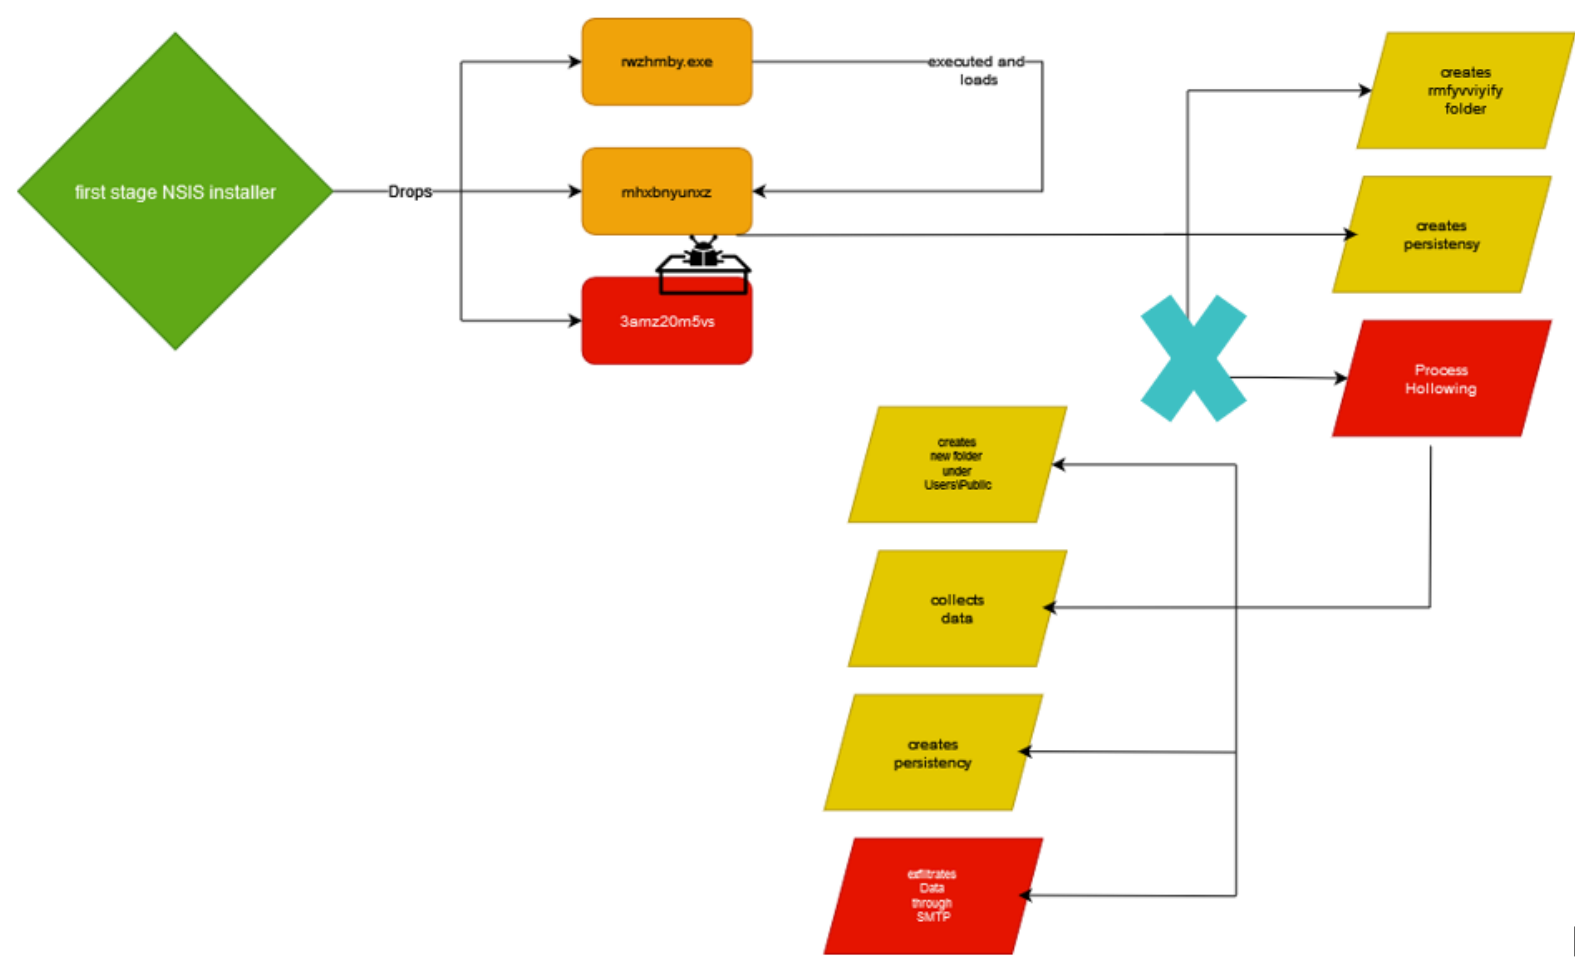 first stage NSIS installer
Drops
rwzhmby.exe
executed and
loads
mhxbnyunxz
3amz20m5vs
creates
rmfyvviyify
folder
creates
persistensy
Process
Hollowing
creates
new folder
under
Users\Public
collects
data
creates
persistency
exfiltrates
Data
through
SMTP